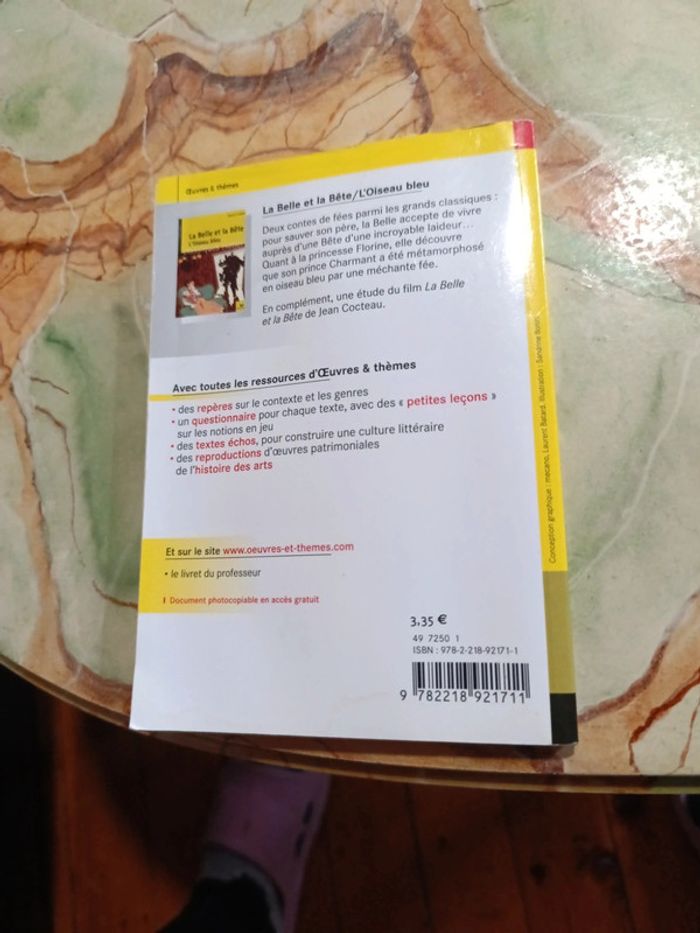 Œuvres & thèmes
La Belle et la Bête
L'Oiseau bleu
La Belle et la Bête/L'Oiseau bleu
Deux contes de fées parmi les grands classiques :
pour sauver son père, la Belle accepte de vivre
auprès d'une Bête d'une incroyable laideur...
Quant à la princesse Florine, elle découvre
que son prince Charmant a été métamorphosé
en oiseau bleu par une méchante fée.
En complément, une étude du film La Belle
et la Bête de Jean Cocteau.
Avec toutes les ressources d'Œuvres & thèmes
• des repères sur le contexte et les genres
• un questionnaire pour chaque texte, avec des « petites leçons »
sur les notions en jeu
• des textes échos, pour construire une culture littéraire
• des reproductions d'œuvres patrimoniales
de l'histoire des arts
Et sur le site www.oeuvres-et-themes.com
• le livret du professeur
Document photocopiable en accès gratuit
3,35 €
49 7250 1
ISBN : 978-2-218-92171-1
9 782218 921711
Conception graphique : mecano, Laurent Batard. Illustration :